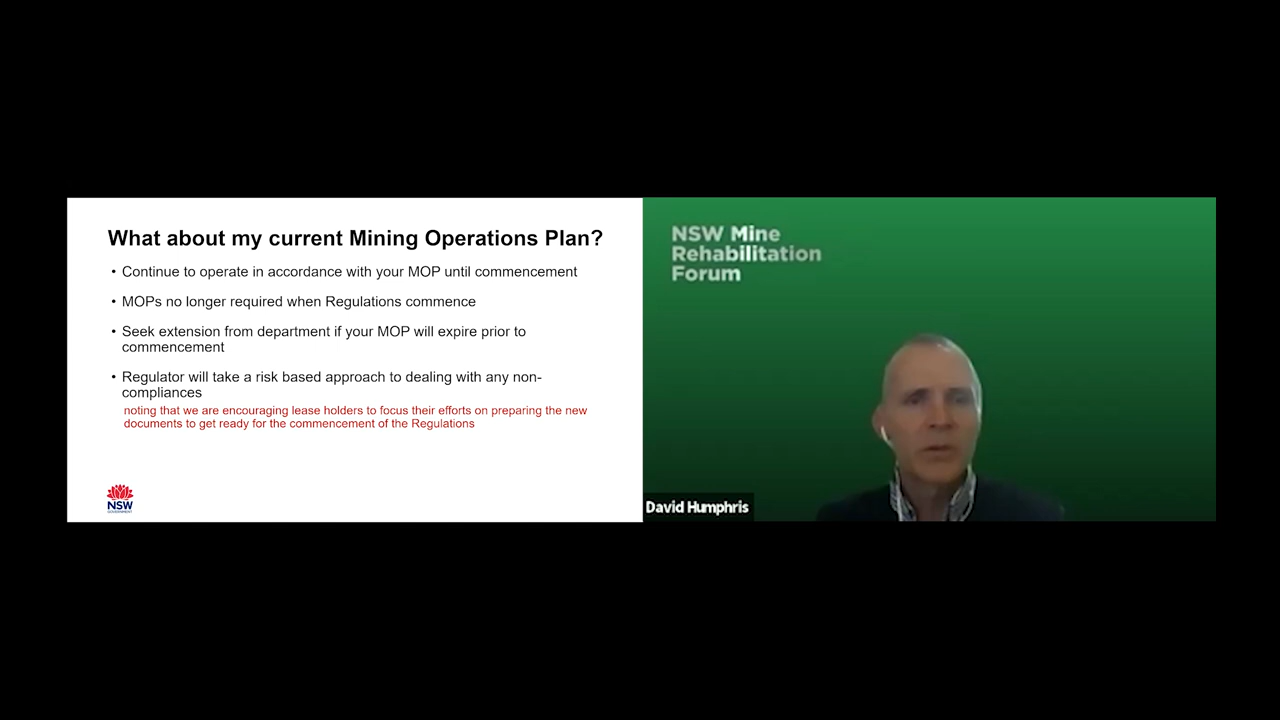 What about my current Mining Operations Plan?
• Continue to operate in accordance with your MOP until commencement
• MOPs no longer required when Regulations commence
• Seek extension from department if your MOP will expire prior to
commencement
• Regulator will take a risk based approach to dealing with any non-
compliances
noting that we are encouraging lease holders to focus their efforts on preparing the new
documents to get ready for the commencement of the Regulations
NSW
GOVERNMENT
NSW Mine
Rehabilitation
Forum
David Humphris